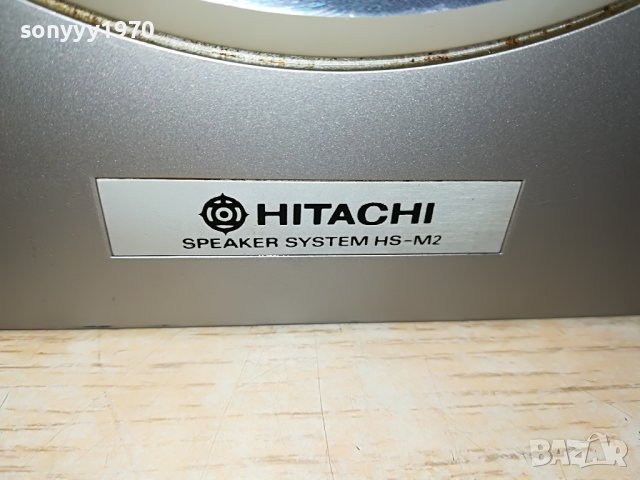 sonyyy1970
HITACHI
SPEAKER SYSTEM HS-M2
BAZAR